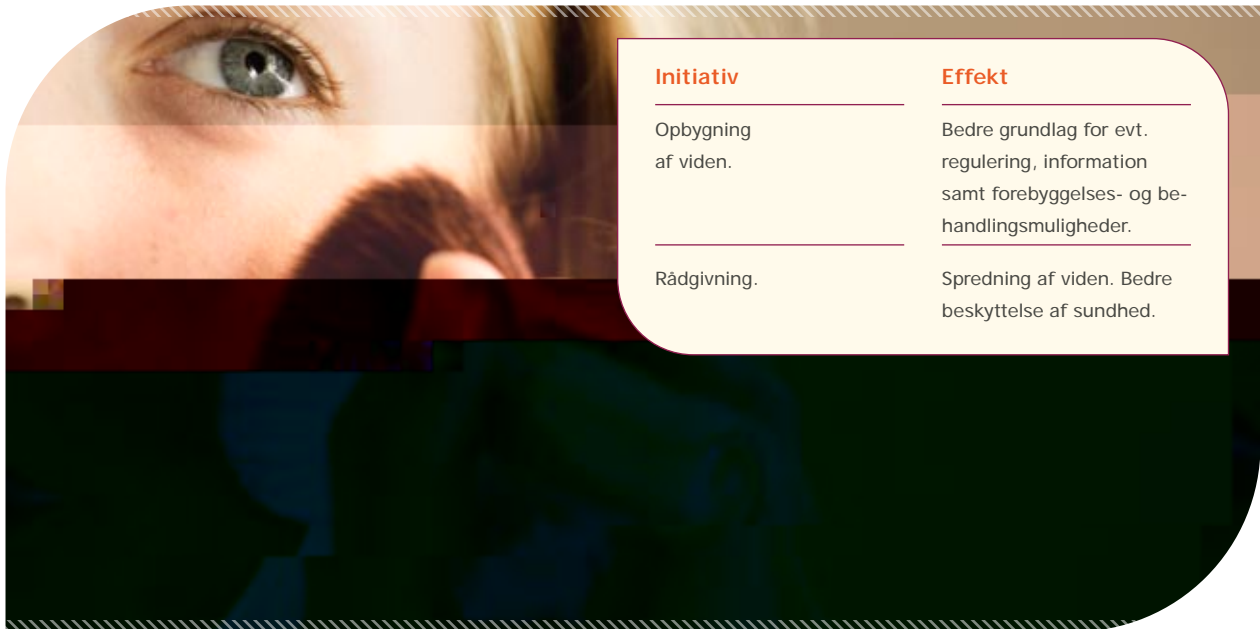 Initiativ
Effekt
Opbygning
af viden.
Bedre grundlag for evt.
regulering, information
samt forebyggelses- og be-
handlingsmuligheder.
Rådgivning.
Spredning af viden. Bedre
beskyttelse af sundhed.